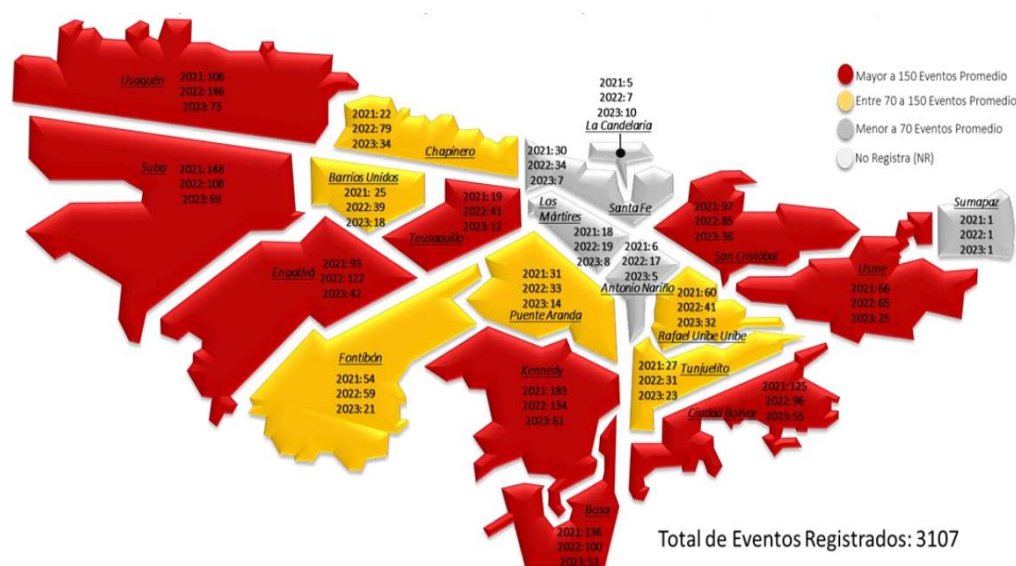 Usaquén
2021: 106
2022: 146
2023: 73
2021: 22
2022: 79
2023: 34
Chapinero
2021: 5
2022: 7
2023: 10
La Candelaria
Mayor a 150 Eventos Promedio
Entre 70 a 150 Eventos Promedio
Menor a 70 Eventos Promedio
No Registra (NR)
Suba
2021: 148
2022: 108
2023: 69
Barrios Unidos
2021: 25
2022: 39
2023: 18
2021: 19
2022: 41
2023: 12
Teusaquillo
2021: 30
2022: 34
2023: 7
Santa Fe
Los
Mártires
2021: 18
2022: 19
2023: 8
2021: 6
2022: 17
2023: 5
Antonio Nariño
2021: 97
2022: 85
2023: 36
San Cristóbal
Sumapaz
2021: 1
2022: 1
2023: 1
Usme
2021: 66
2022: 65
2023: 25
Engativá
2021: 93
2022: 122
2023: 42
2021: 31
2022: 33
2023: 14
Puente Aranda
2021: 60
2022: 41
2023: 32
Rafael Uribe Uribe
Fontibón
2021: 54
2022: 59
2023: 21
Kennedy
2021: 183
2022: 134
2023: 61
2021: 27
2022: 31
2023: 23
Tunjuelito
2021: 125
2022: 96
2023: 55
Ciudad Bolívar
Bosa
2021: 136
2022: 100
2023: 53
Total de Eventos Registrados: 3107